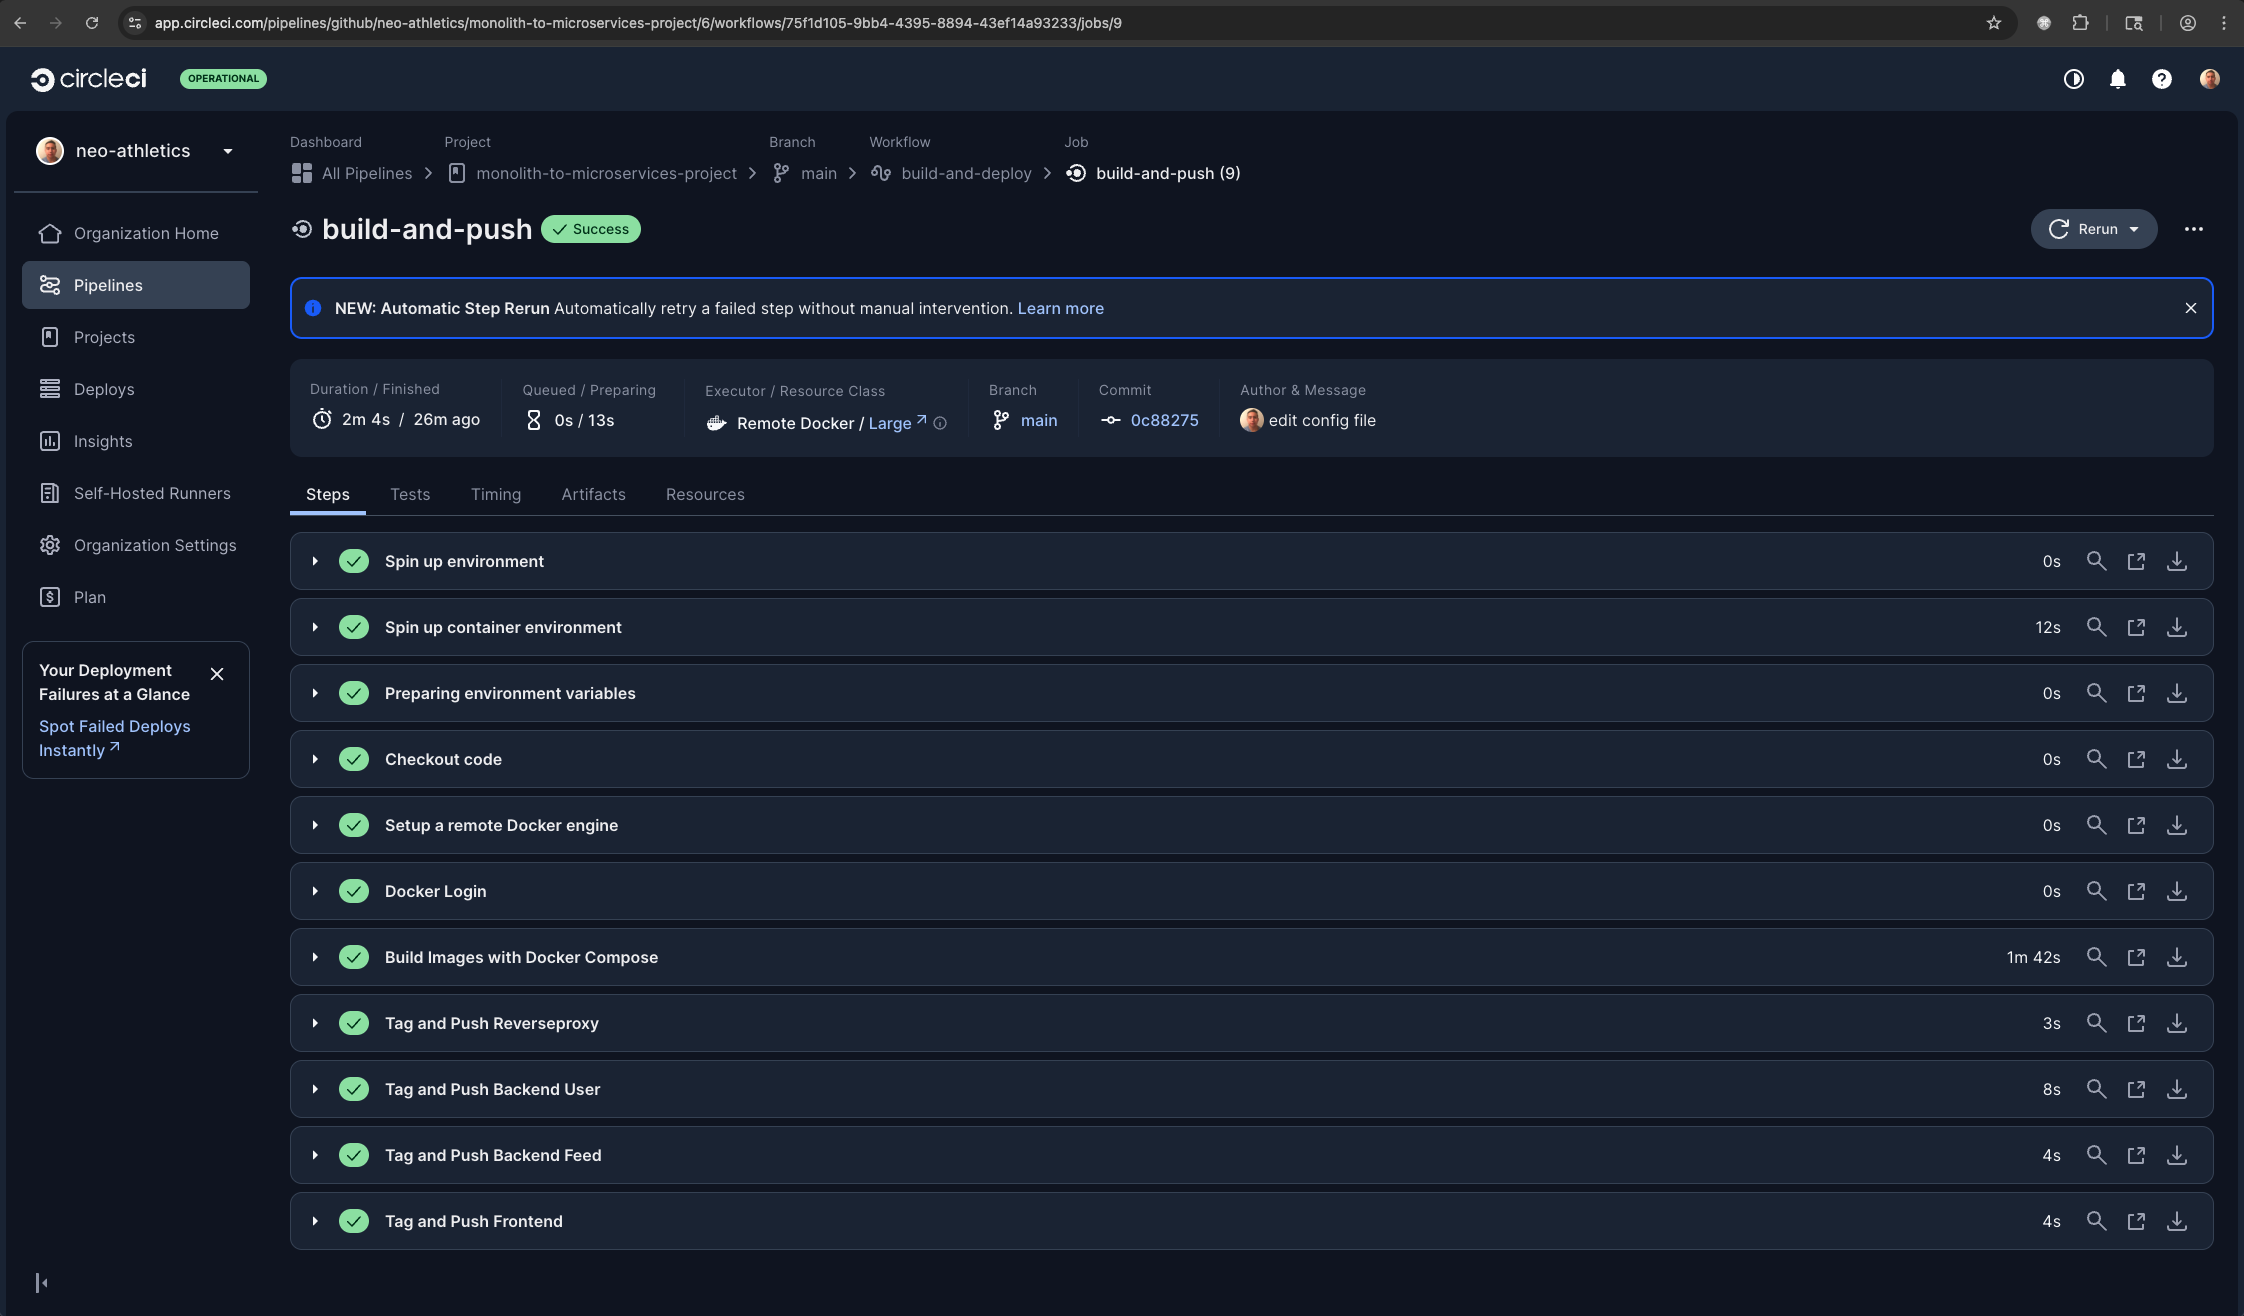 app.circleci.com/pipelines/github/neo-athletics/monolith-to-microservices-project/6/workflows/75f1d105-9bb4-4395-8894-43ef14a93233/jobs/9
circleci
OPERATIONAL
neo-athletics
Organization Home
Pipelines
Projects
Deploys
Insights
Self-Hosted Runners
Organization Settings
Plan
Your Deployment
Failures at a Glance
Spot Failed Deploys
Instantly
Dashboard Project Branch Workflow Job
All Pipelines monolith-to-microservices-project main build-and-deploy build-and-push (9)
build-and-push Success
Rerun
NEW: Automatic Step Rerun Automatically retry a failed step without manual intervention. Learn more
Duration / Finished
2m 4s / 26m ago
Queued / Preparing
0s / 13s
Executor / Resource Class
Remote Docker / Large
Branch
main
Commit
0c88275
Author & Message
edit config file
Steps Tests Timing Artifacts Resources
Spin up environment 0s
Spin up container environment 12s
Preparing environment variables 0s
Checkout code 0s
Setup a remote Docker engine 0s
Docker Login 0s
Build Images with Docker Compose 1m 42s
Tag and Push Reverseproxy 3s
Tag and Push Backend User 8s
Tag and Push Backend Feed 4s
Tag and Push Frontend 4s